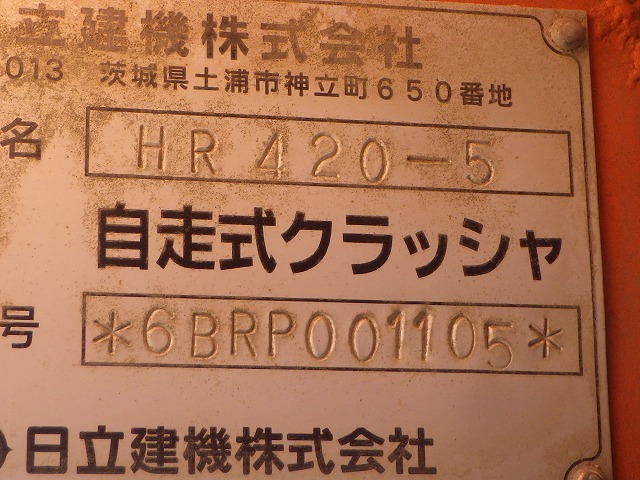 立建機株式会社
013 茨城県土浦市神立町650番地
名 HR420-5
自走式クラッシャ
号 *6BRP001105*
日立建機株式会社